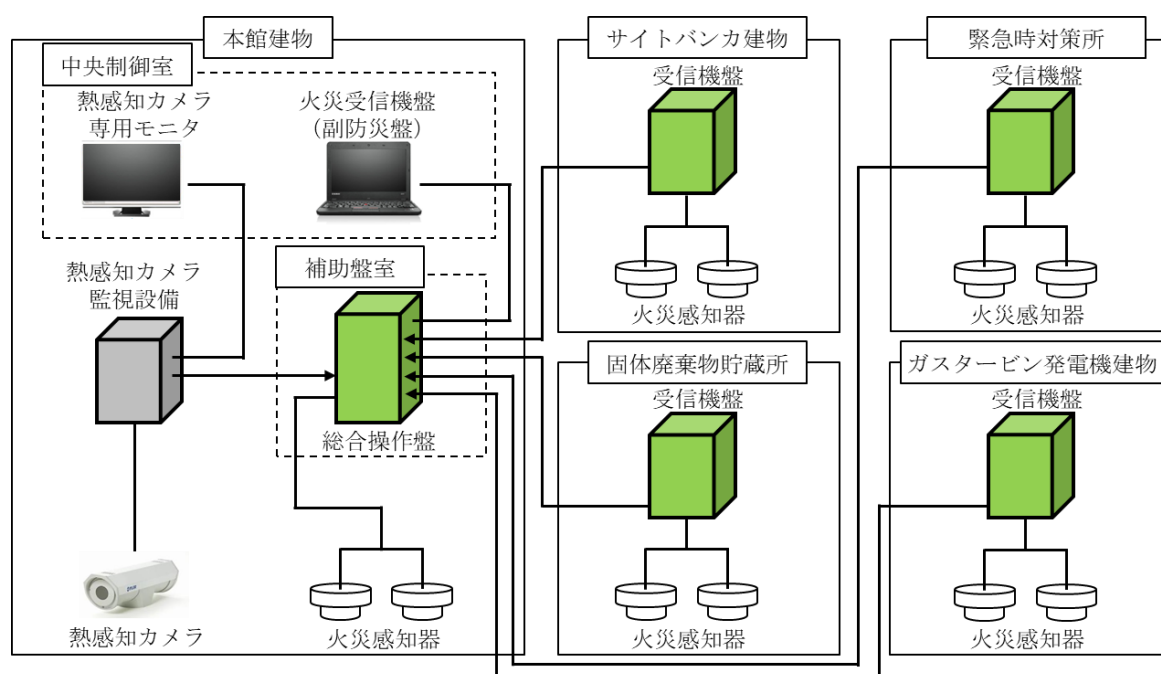 本館建物
中央制御室
熱感知カメラ
専用モニタ
火災受信機盤
（副防災盤）
熱感知カメラ
監視設備
補助盤室
総合操作盤
熱感知カメラ
火災感知器
サイトバンカ建物
受信機盤
火災感知器
緊急時対策所
受信機盤
火災感知器
固体廃棄物貯蔵所
受信機盤
火災感知器
ガスタービン発電機建物
受信機盤
火災感知器